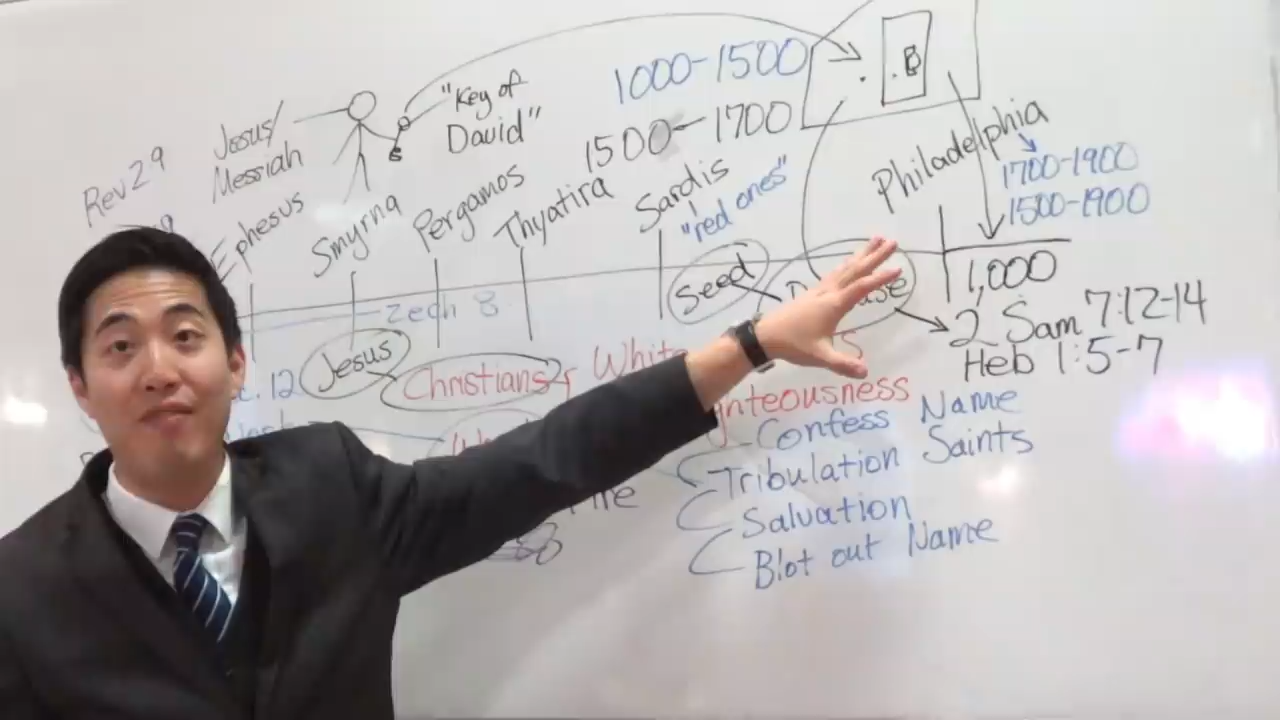 Rev 2 9
Jesus/
Messiah
"Key of
David"
1000-1500
1500-1700
B
Ephesus
Smyrna
Pergamos
Thyatira
Sardis
"red ones"
Philadelphia
1700-1900
1500-1900
Zech 8
Seed
1,000
2 Sam 7:12-14
Heb 1:5-7
12
Jesus
Christians
Confess Name
Tribulation Saints
Salvation
Blot out Name